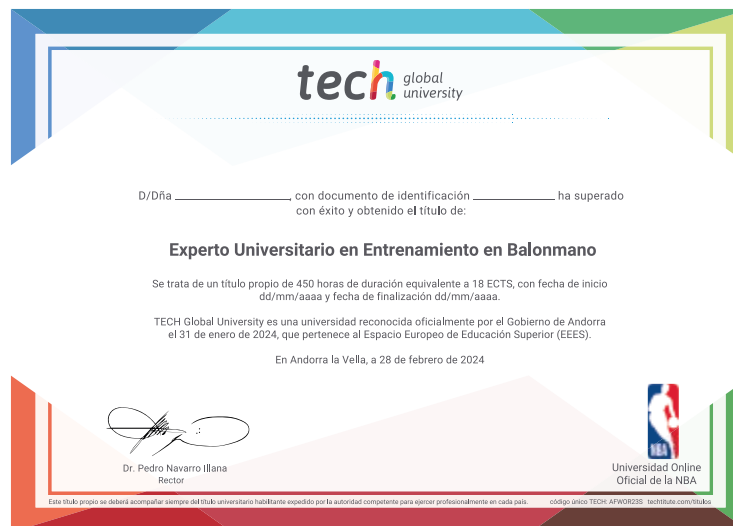 tech global university
D/Dña ________________, con documento de identificación ____________ ha superado
con éxito y obtenido el título de:
Experto Universitario en Entrenamiento en Balonmano
Se trata de un título propio de 450 horas de duración equivalente a 18 ECTS, con fecha de inicio
dd/mm/aaaa y fecha de finalización dd/mm/aaaa.
TECH Global University es una universidad reconocida oficialmente por el Gobierno de Andorra
el 31 de enero de 2024, que pertenece al Espacio Europeo de Educación Superior (EEES).
En Andorra la Vella, a 28 de febrero de 2024
Dr. Pedro Navarro Illana
Rector
NBA
Universidad Online
Oficial de la NBA
Este título propio se deberá acompañar siempre del título universitario habilitante expedido por la autoridad competente para ejercer profesionalmente en cada país. código único TECH: AFWOR23S techtitute.com/titulos